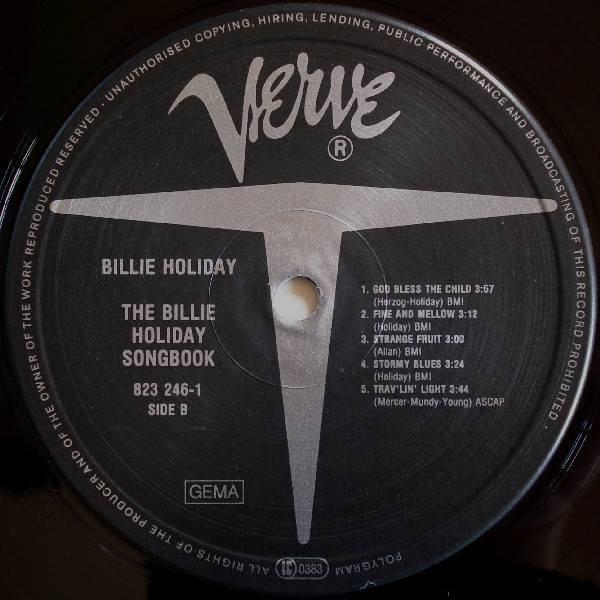 ALL RIGHTS OF THE PRODUCER AND OF THE OWNER OF THE WORK REPRODUCED RESERVED · UNAUTHORISED COPYING, HIRING, LENDING, PUBLIC PERFORMANCE AND BROADCASTING OF THIS RECORD PROHIBITED ·
Verve
®
BILLIE HOLIDAY
THE BILLIE
HOLIDAY
SONGBOOK
823 246-1
SIDE B
1. GOD BLESS THE CHILD 3:57
(Herzog-Holiday) BMI
2. FINE AND MELLOW 3:12
(Holiday) BMI
3. STRANGE FRUIT 3:00
(Allan) BMI
4. STORMY BLUES 3:24
(Holiday) BMI
5. TRAV'LIN' LIGHT 3:44
(Mercer-Mundy-Young) ASCAP
GEMA
LC 0383
POLYGRAM